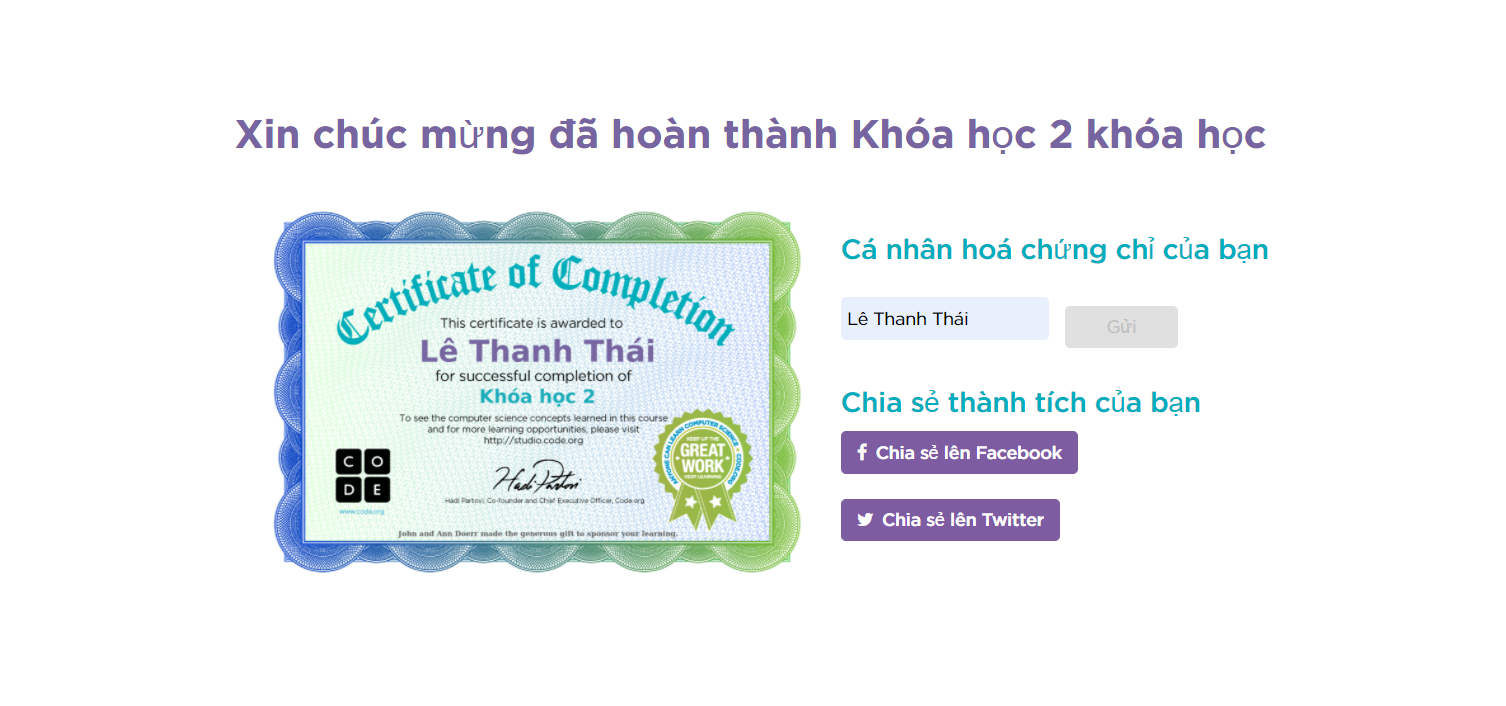 Xin chúc mừng đã hoàn thành Khóa học 2 khóa học
Certificate of Completion
This certificate is awarded to
Lê Thanh Thái
for successful completion of
Khóa học 2
To see the computer science concepts learned in this course
and for more learning opportunities, please visit
http://studio.code.org
C O
D E
www.code.org
Hadi Partovi
Hadi Partovi, Co-founder and Chief Executive Officer, Code.org
ANYONE CAN LEARN COMPUTER SCIENCE • CODE.ORG •
KEEP UP THE
GREAT
WORK
KEEP LEARNING
John and Ann Doerr made the generous gift to sponsor your learning.
Cá nhân hoá chứng chỉ của bạn
Lê Thanh Thái
Gửi
Chia sẻ thành tích của bạn
Chia sẻ lên Facebook
Chia sẻ lên Twitter